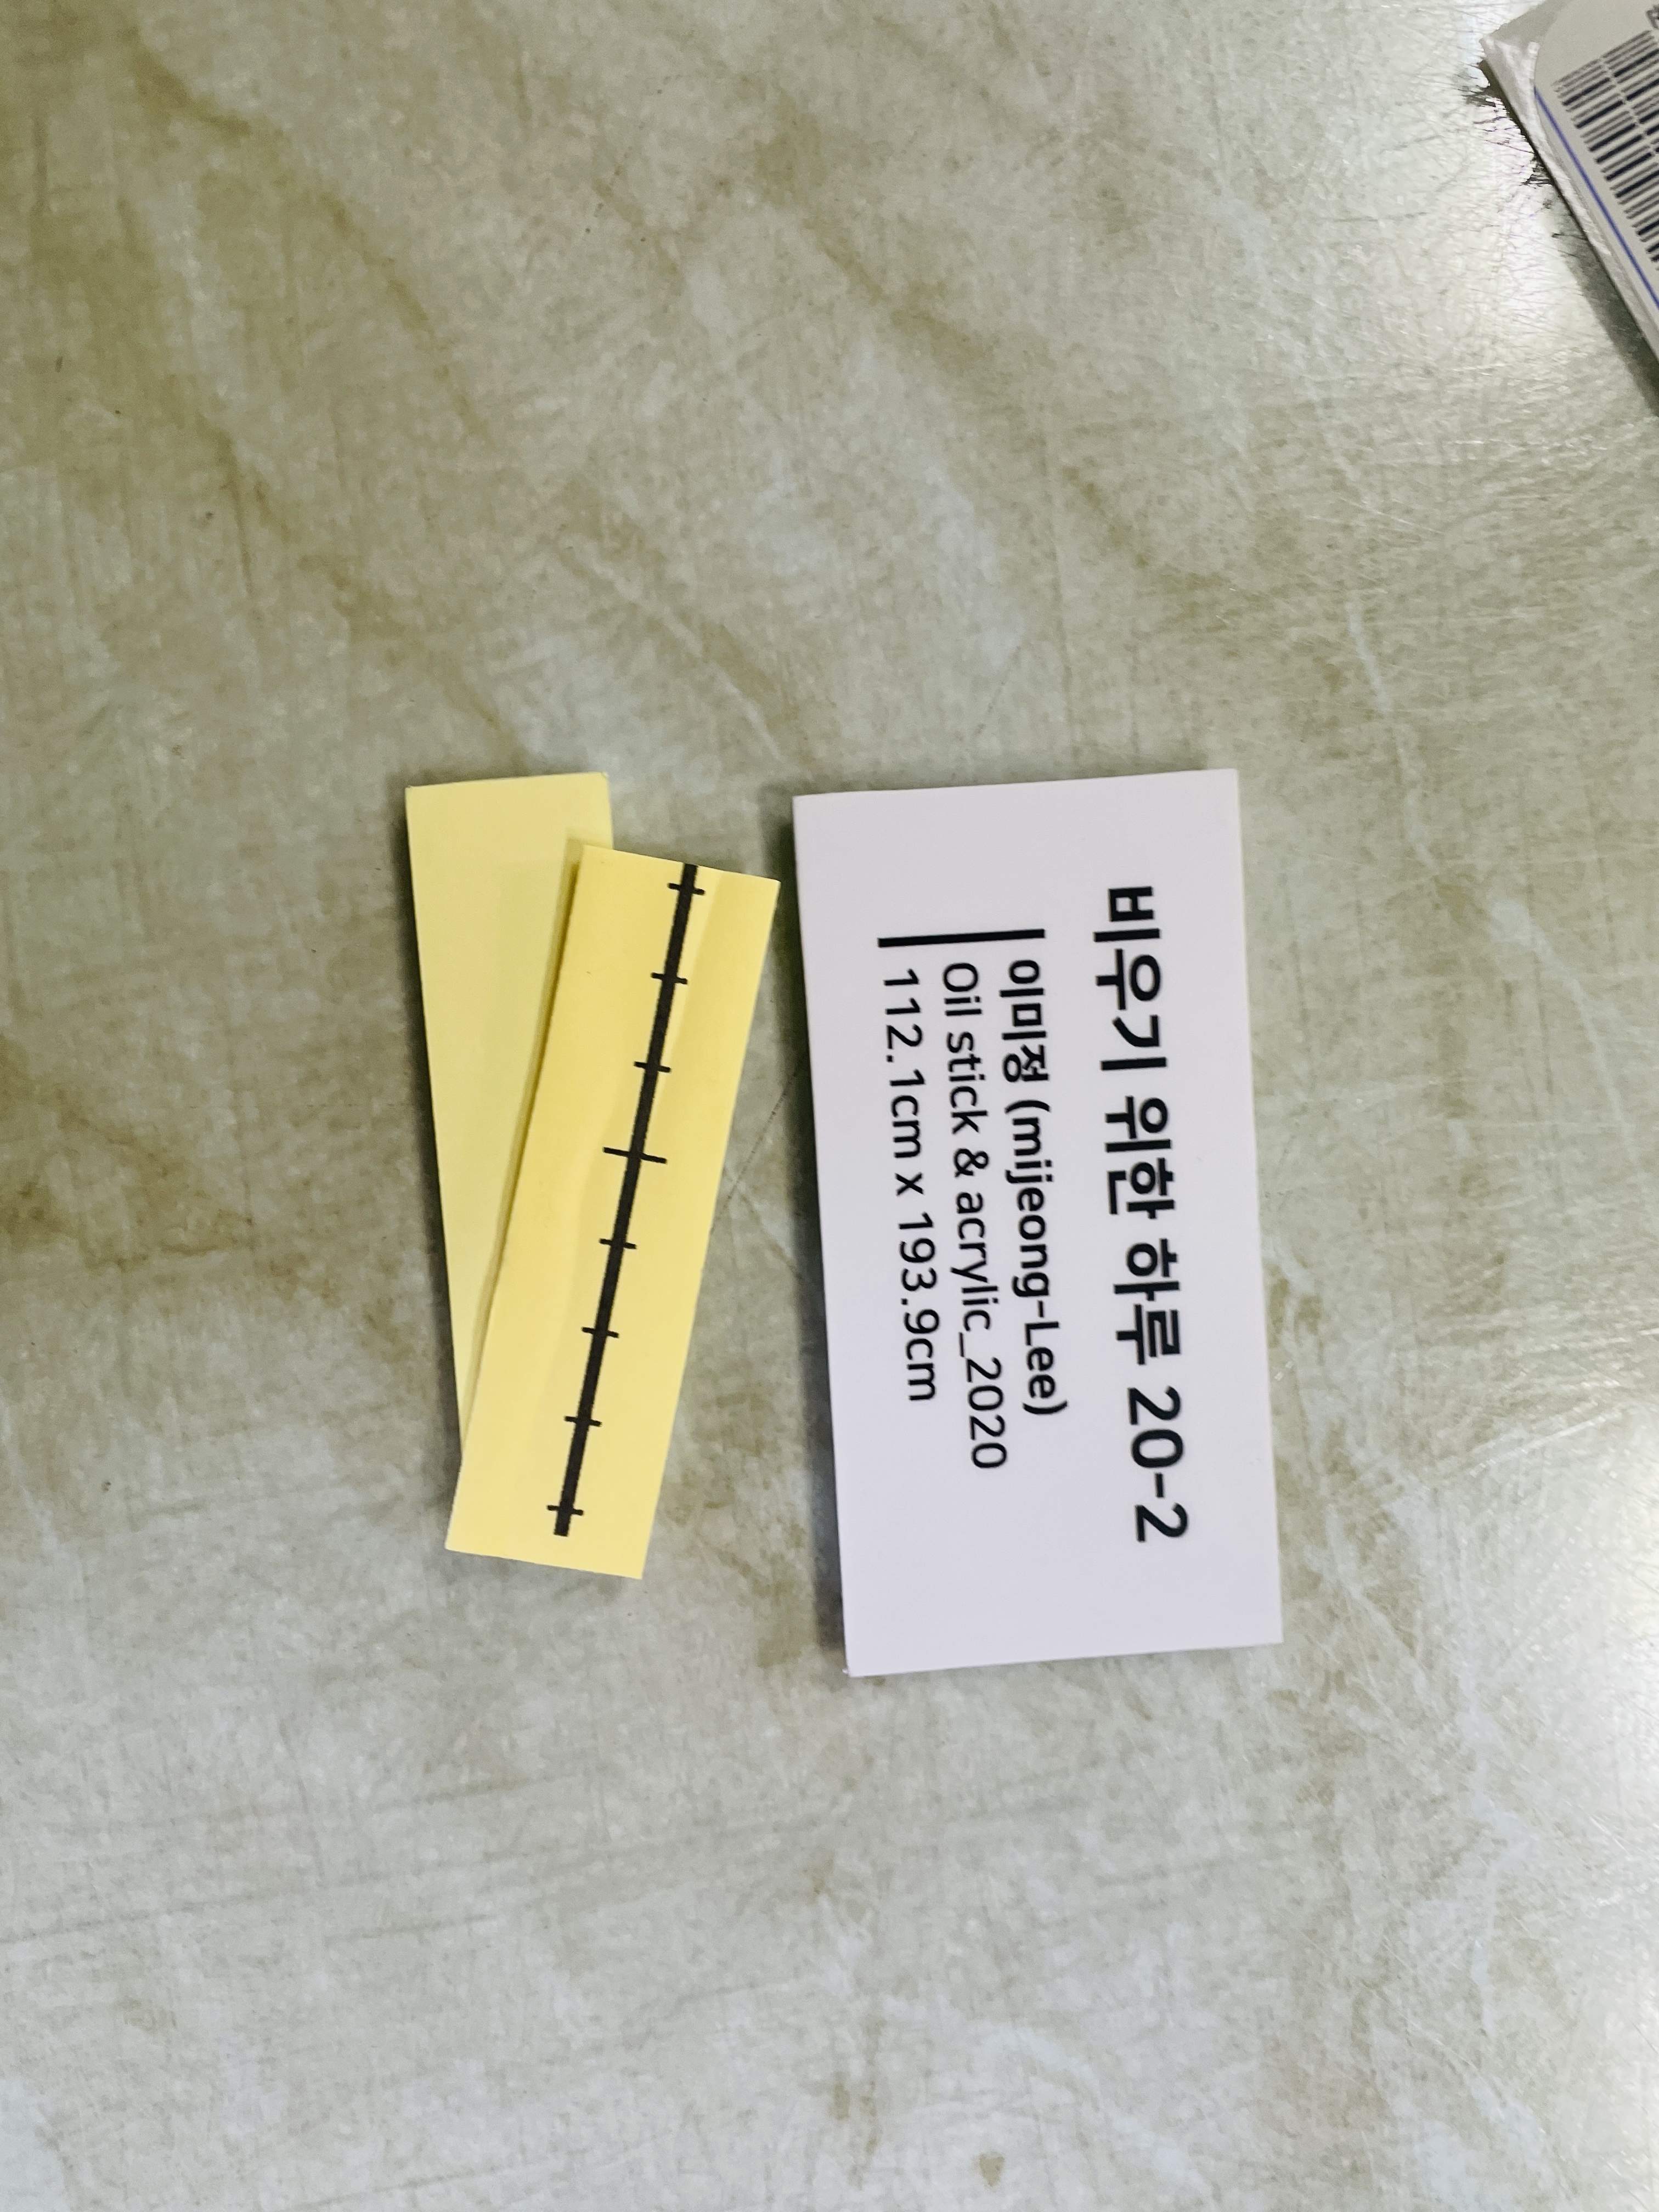 비우기 위한 하루 20-2
이미정 (mijeong-Lee)
Oil stick & acrylic_2020
112.1cm x 193.9cm